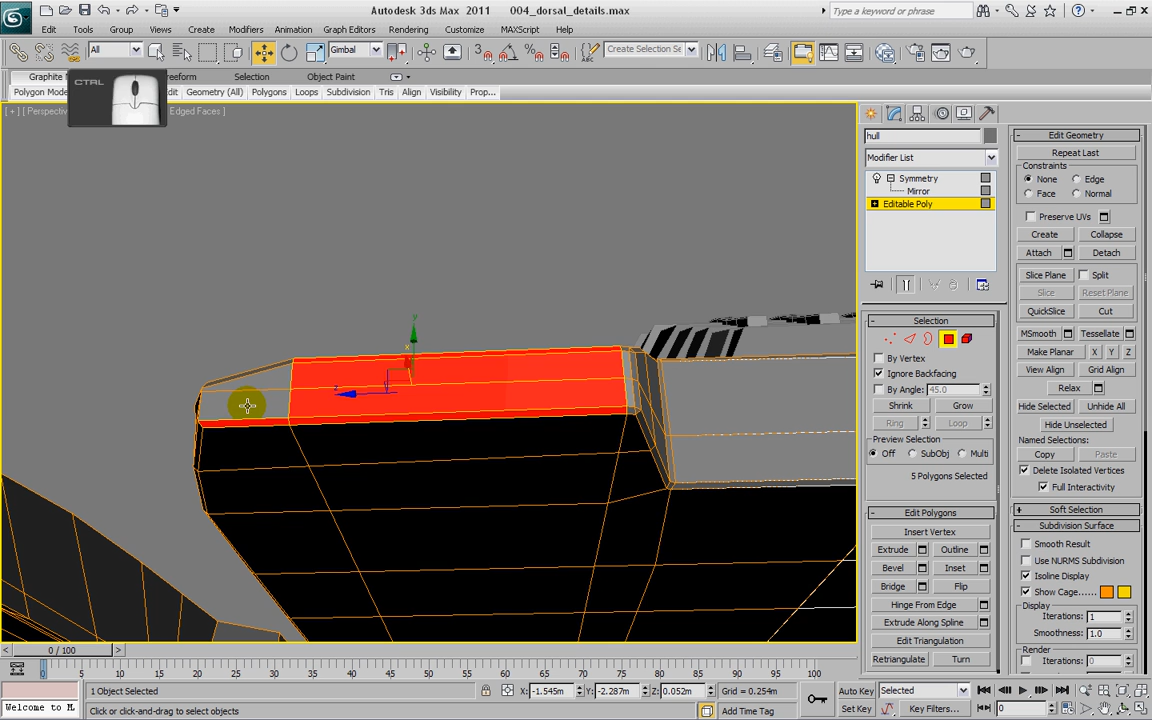 Autodesk 3ds Max 2011    004_dorsal_details.max
Type a keyword or phrase
Edit Tools Group Views Create Modifiers Animation Graph Editors Rendering Customize MAXScript Help
All Gimbal Create Selection Se
Graphite Freeform Selection Object Paint
Polygon Mode Edit Geometry (All) Polygons Loops Subdivision Tris Align Visibility Prop...
CTRL
[ + ] [ Perspectiv Edged Faces ]
y
x
z
hull
Modifier List
Symmetry
Mirror
Editable Poly
Selection
By Vertex
Ignore Backfacing
By Angle: 45.0
Shrink Grow
Ring Loop
Preview Selection
Off SubObj Multi
5 Polygons Selected
Edit Polygons
Insert Vertex
Extrude Outline
Bevel Inset
Bridge Flip
Hinge From Edge
Extrude Along Spline
Edit Triangulation
Retriangulate Turn
Edit Geometry
Repeat Last
Constraints
None Edge
Face Normal
Preserve UVs
Create Collapse
Attach Detach
Slice Plane Split
Slice Reset Plane
QuickSlice Cut
MSmooth Tessellate
Make Planar X Y Z
View Align Grid Align
Relax
Hide Selected Unhide All
Hide Unselected
Named Selections:
Copy Paste
Delete Isolated Vertices
Full Interactivity
Soft Selection
Subdivision Surface
Smooth Result
Use NURMS Subdivision
Isoline Display
Show Cage......
Display
Iterations: 1
Smoothness: 1.0
Render
Iterations: 0
0 / 100
0 5 10 15 20 25 30 35 40 45 50 55 60 65 70 75 80 85 90 95 100
1 Object Selected X: -1.545m Y: -2.287m Z: 0.052m Grid = 0.254m
Auto Key Selected
Welcome to M Click or click-and-drag to select objects Add Time Tag
Set Key Key Filters... 0